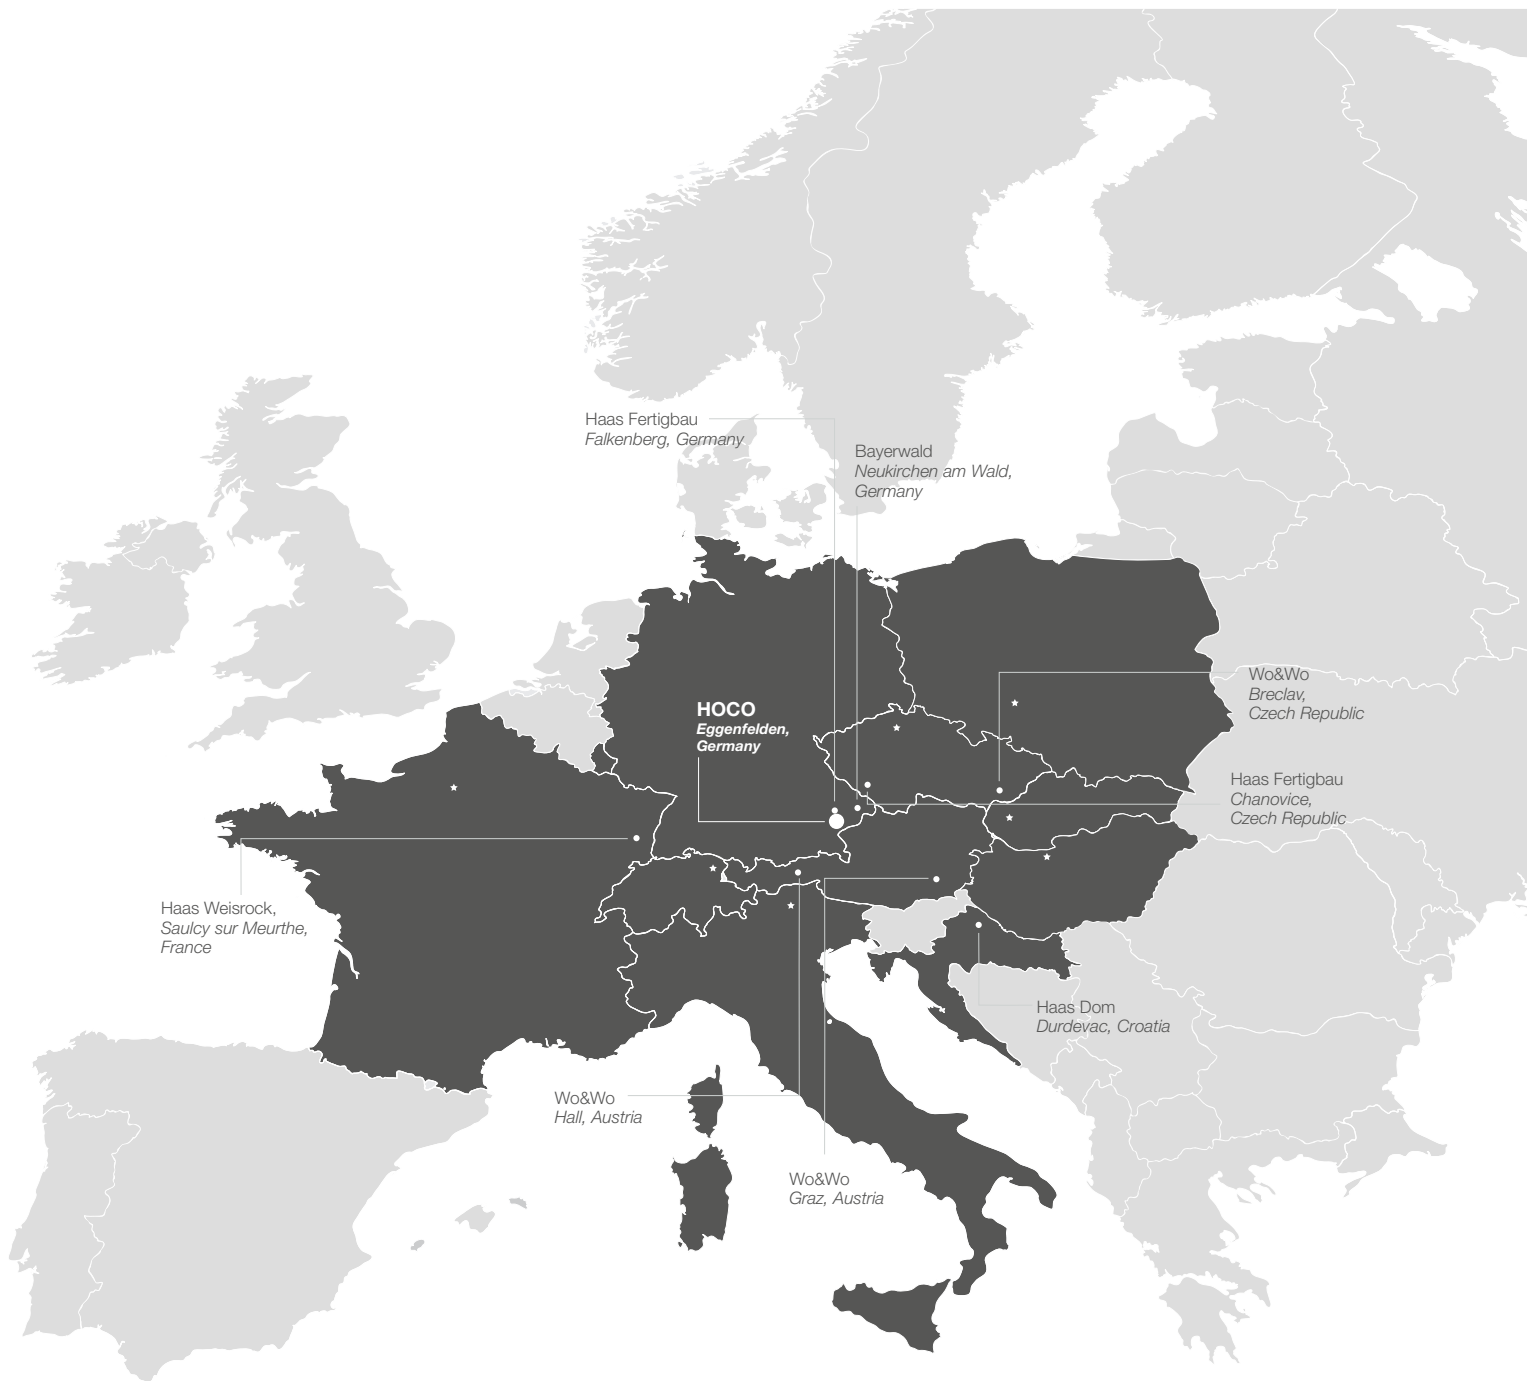 Haas Fertigbau
Falkenberg, Germany
Bayerwald
Neukirchen am Wald,
Germany
Wo&Wo
Breclav,
Czech Republic
HOCO
Eggenfelden,
Germany
Haas Fertigbau
Chanovice,
Czech Republic
Haas Weisrock,
Saulcy sur Meurthe,
France
Haas Dom
Durdevac, Croatia
Wo&Wo
Hall, Austria
Wo&Wo
Graz, Austria